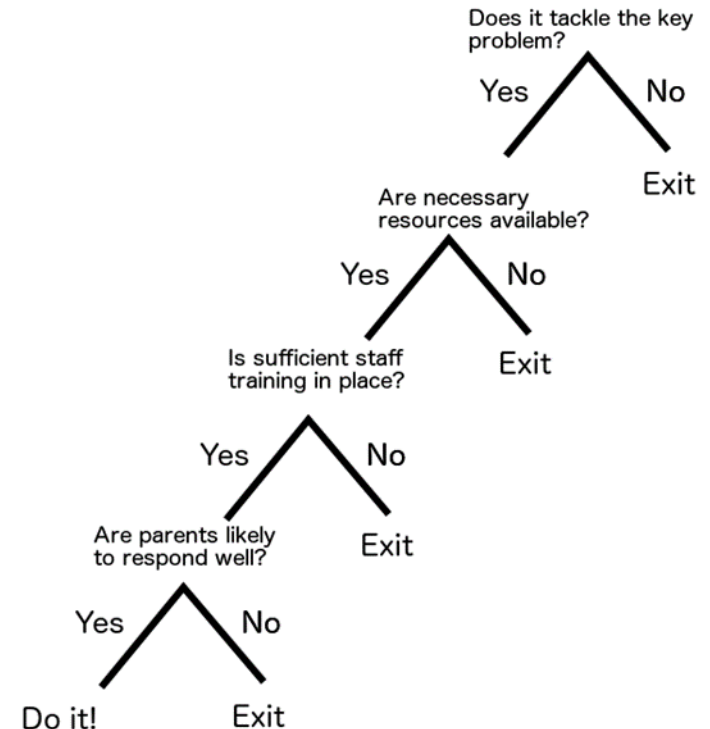 Does it tackle the key
problem?
Yes
No
Exit
Are necessary
resources available?
Yes
No
Exit
Is sufficient staff
training in place?
Yes
No
Exit
Are parents likely
to respond well?
Yes
No
Do it!
Exit